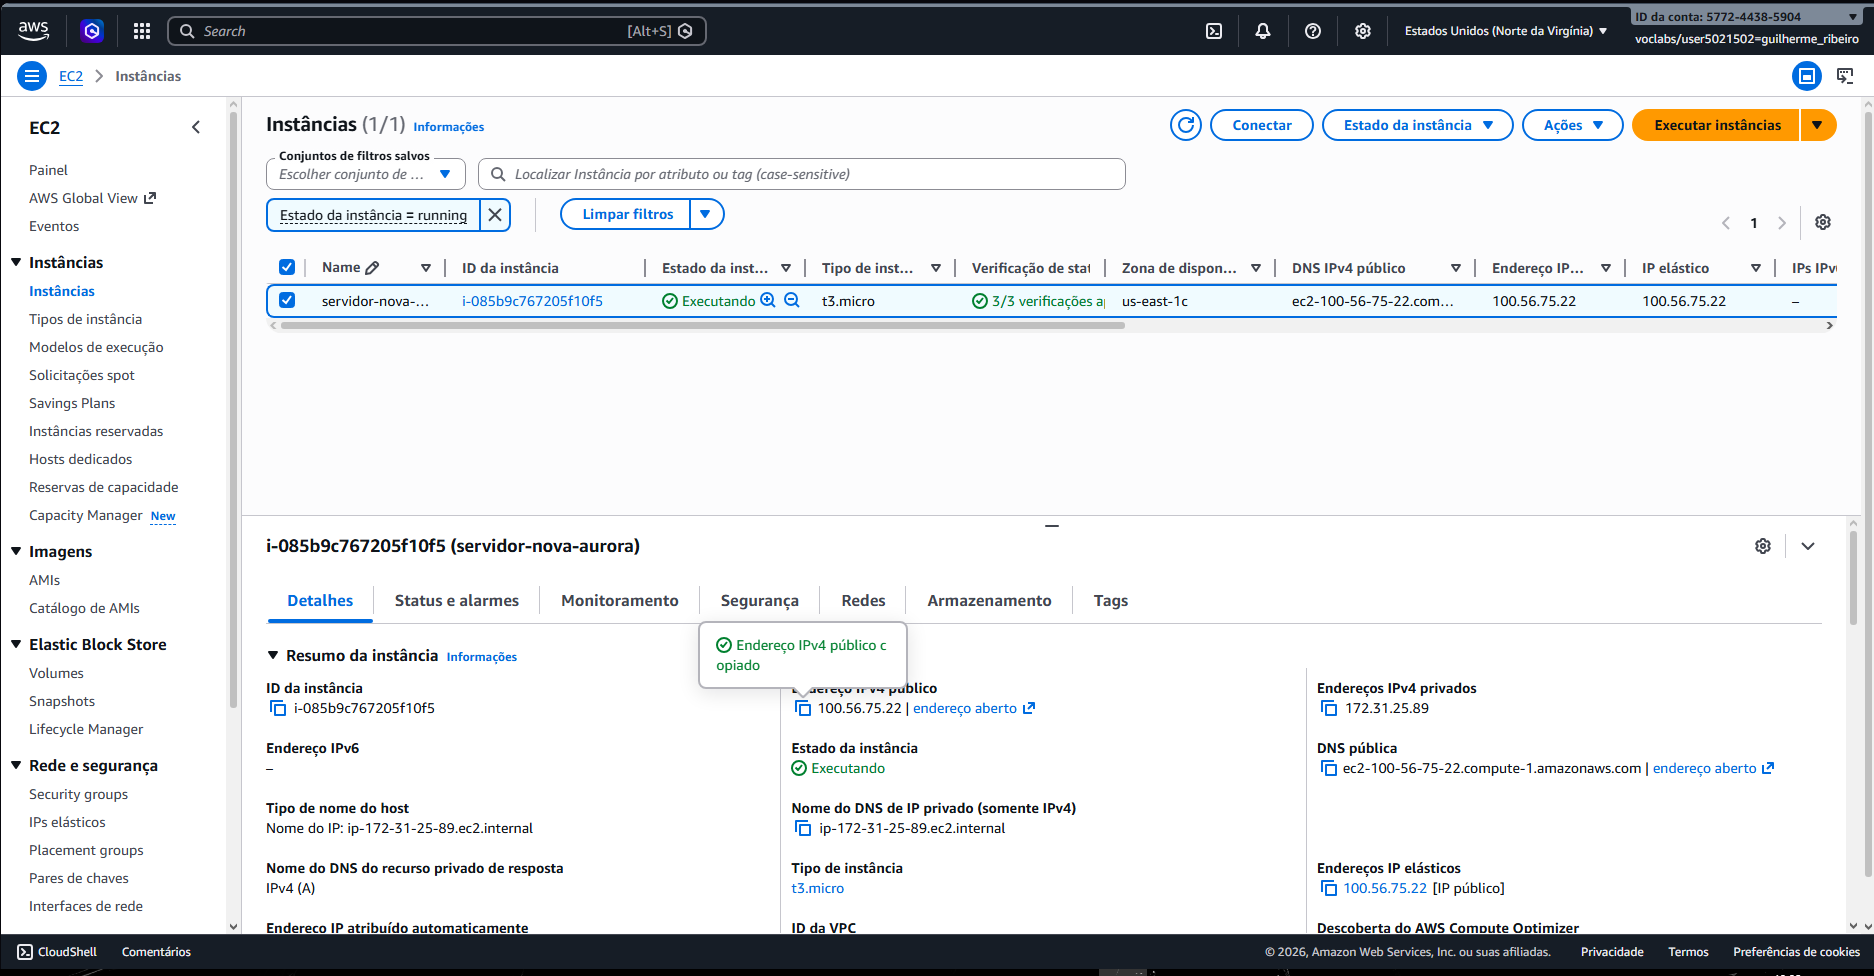 aws
Search
[Alt+S]
Estados Unidos (Norte da Virgínia)
ID da conta: 5772-4438-5904
voclabs/user5021502=guilherme_ribeiro
EC2
Instâncias
EC2
Painel
AWS Global View
Eventos
Instâncias
Instâncias
Tipos de instância
Modelos de execução
Solicitações spot
Savings Plans
Instâncias reservadas
Hosts dedicados
Reservas de capacidade
Capacity Manager New
Imagens
AMIs
Catálogo de AMIs
Elastic Block Store
Volumes
Snapshots
Lifecycle Manager
Rede e segurança
Security groups
IPs elásticos
Placement groups
Pares de chaves
Interfaces de rede
Instâncias (1/1) Informações
Conectar
Estado da instância
Ações
Executar instâncias
Conjuntos de filtros salvos
Escolher conjunto de ...
Localizar Instância por atributo ou tag (case-sensitive)
Estado da instância = running
Limpar filtros
1
Name
ID da instância
Estado da inst...
Tipo de inst...
Verificação de stat
Zona de dispon...
DNS IPv4 público
Endereço IP...
IP elástico
IPs IPv
servidor-nova-...
i-085b9c767205f10f5
Executando
t3.micro
3/3 verificações a
us-east-1c
ec2-100-56-75-22.com...
100.56.75.22
100.56.75.22
–
i-085b9c767205f10f5 (servidor-nova-aurora)
Detalhes
Status e alarmes
Monitoramento
Segurança
Redes
Armazenamento
Tags
Endereço IPv4 público c
opiado
Resumo da instância Informações
ID da instância
i-085b9c767205f10f5
Endereço IPv4 público
100.56.75.22 | endereço aberto
Endereços IPv4 privados
172.31.25.89
Endereço IPv6
–
Estado da instância
Executando
DNS pública
ec2-100-56-75-22.compute-1.amazonaws.com | endereço aberto
Tipo de nome do host
Nome do IP: ip-172-31-25-89.ec2.internal
Nome do DNS de IP privado (somente IPv4)
ip-172-31-25-89.ec2.internal
Nome do DNS do recurso privado de resposta
IPv4 (A)
Tipo de instância
t3.micro
Endereços IP elásticos
100.56.75.22 [IP público]
Endereço IP atribuído automaticamente
ID da VPC
Descoberta do AWS Compute Optimizer
CloudShell
Comentários
© 2026, Amazon Web Services, Inc. ou suas afiliadas.
Privacidade
Termos
Preferências de cookies